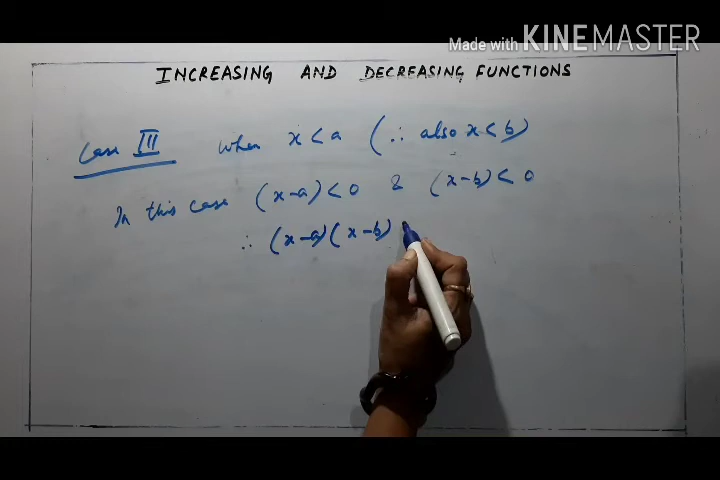 Made with KINEMASTER
INCREASING AND DECREASING FUNCTIONS
Case III When x < a (∴ also x < b)
In this case (x-a) < 0 & (x-b) < 0
∴ (x-a)(x-b)